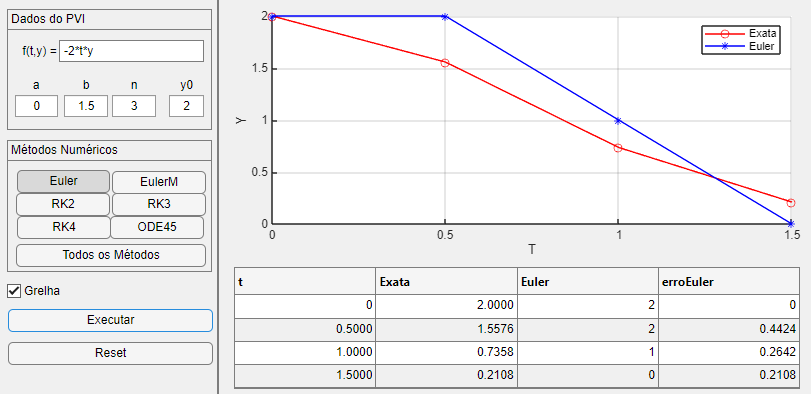 Dados do PVI
f(t,y) = -2*t*y
a b n y0
0 1.5 3 2
Métodos Numéricos
Euler EulerM
RK2 RK3
RK4 ODE45
Todos os Métodos
Grelha
Executar
Reset
2
1.5
1
0.5
0
Y
0 0.5 1 1.5
T
Exata
Euler
t Exata Euler erroEuler
0 2.0000 2 0
0.5000 1.5576 2 0.4424
1.0000 0.7358 1 0.2642
1.5000 0.2108 0 0.2108